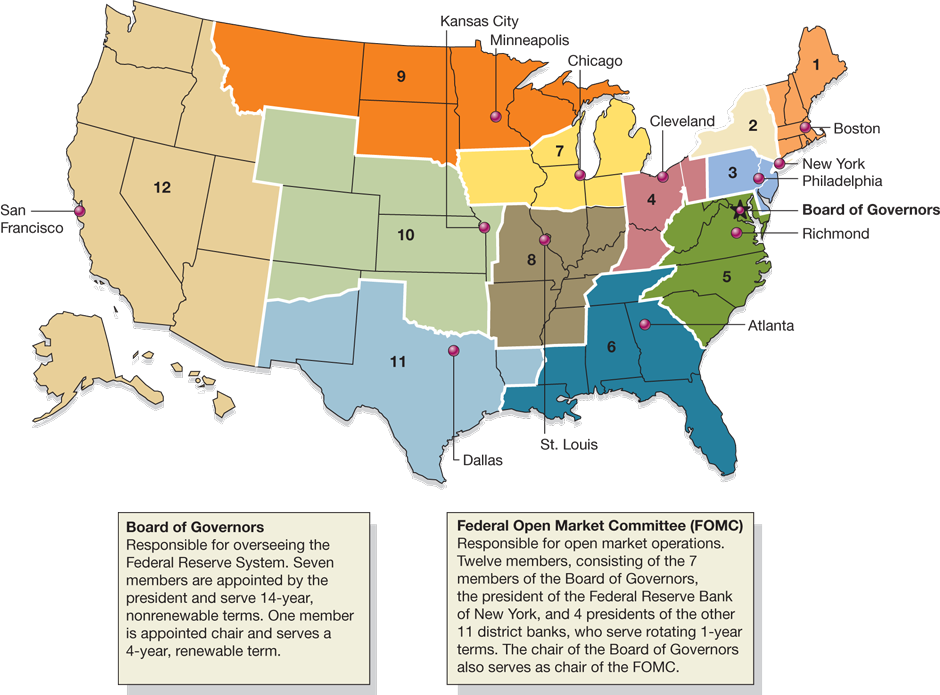 Kansas City
Minneapolis
Chicago
Cleveland
Boston
New York
Philadelphia
Board of Governors
Richmond
Atlanta
St. Louis
Dallas
San
Francisco
1
2
3
4
5
6
7
8
9
10
11
12
Board of Governors
Responsible for overseeing the
Federal Reserve System. Seven
members are appointed by the
president and serve 14-year,
nonrenewable terms. One member
is appointed chair and serves a
4-year, renewable term.
Federal Open Market Committee (FOMC)
Responsible for open market operations.
Twelve members, consisting of the 7
members of the Board of Governors,
the president of the Federal Reserve Bank
of New York, and 4 presidents of the other
11 district banks, who serve rotating 1-year
terms. The chair of the Board of Governors
also serves as chair of the FOMC.